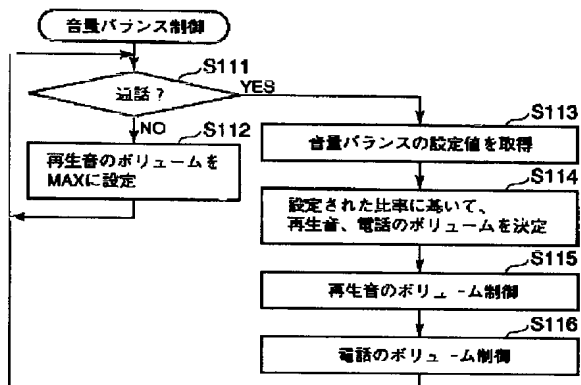 音量バランス制御
S111
通話？
YES
NO
S112
再生音のボリュームを
MAXに設定
S113
音量バランスの設定値を取得
S114
設定された比率に基いて、
再生音、電話のボリュームを決定
S115
再生音のボリューム制御
S116
電話のボリューム制御